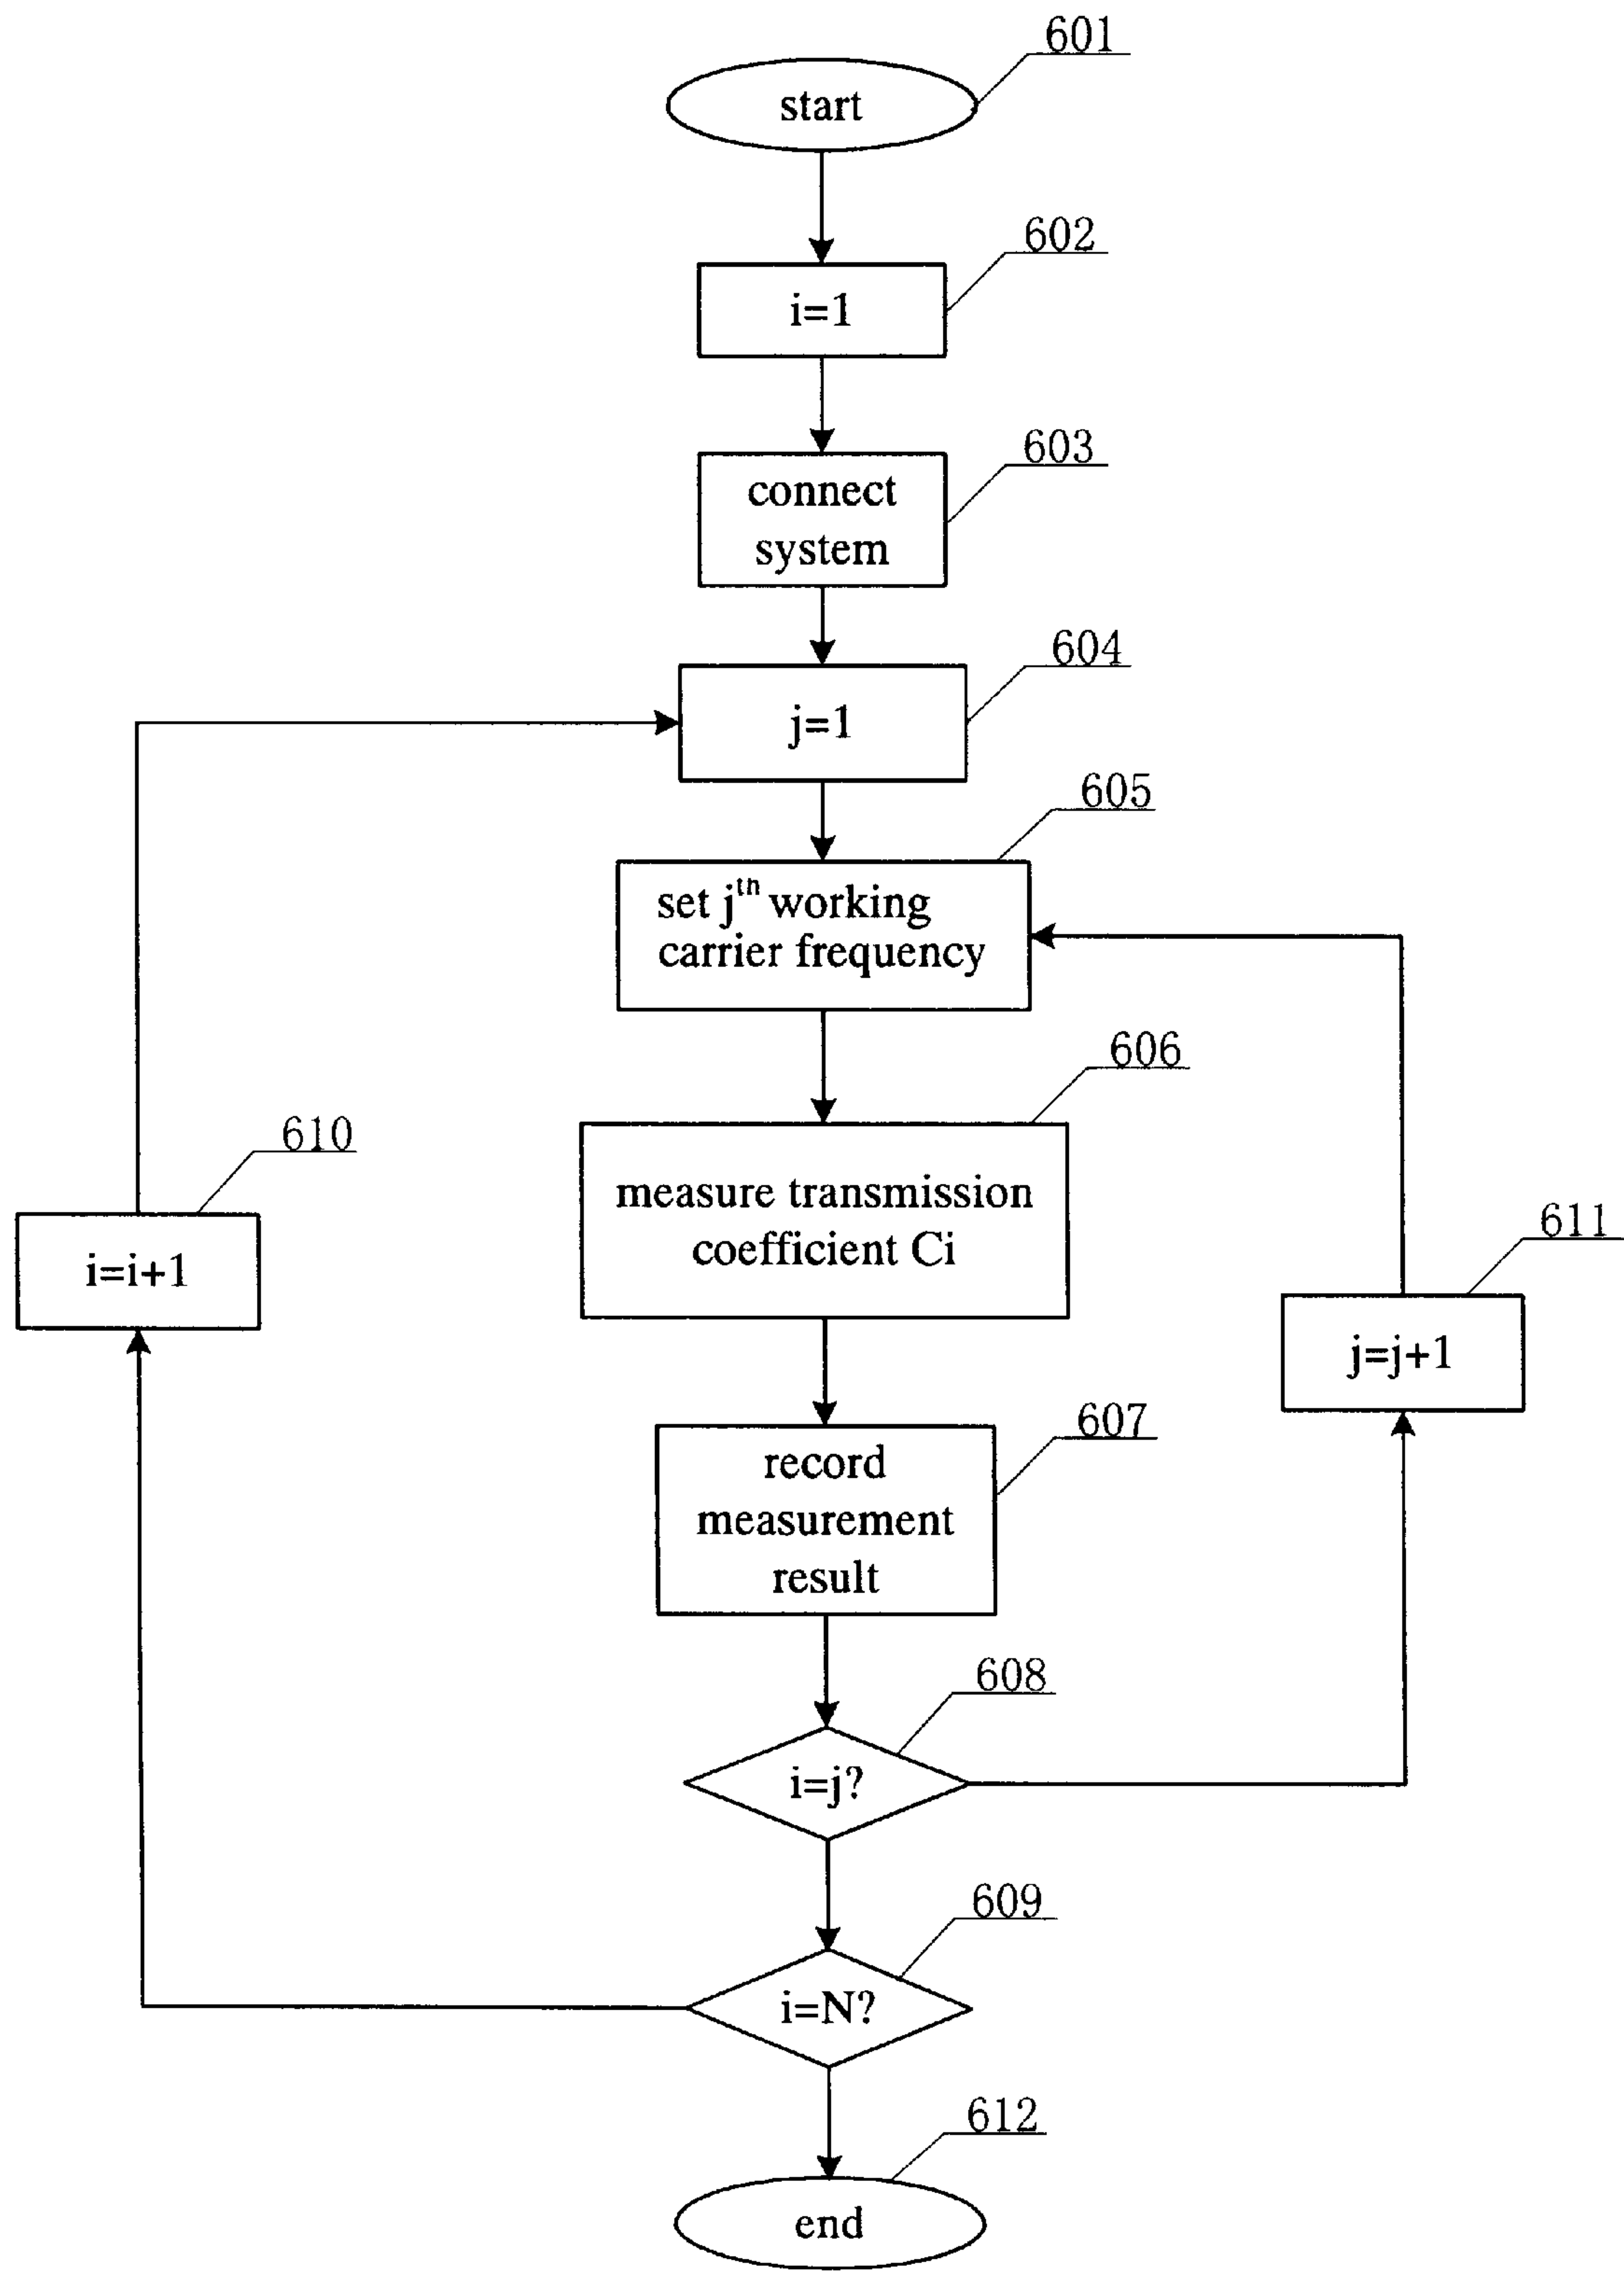 601
start
602
i=1
603
connect
system
604
j=1
605
set jth working
carrier frequency
606
measure transmission
coefficient Ci
610
i=i+1
611
j=j+1
607
record
measurement
result
608
i=j?
609
i=N?
612
end